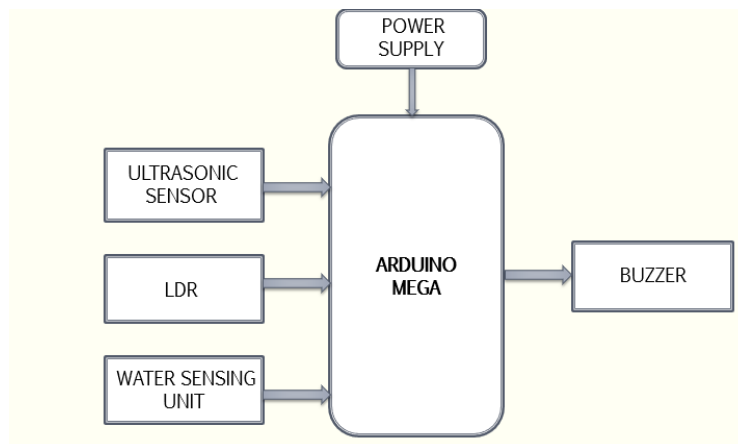 POWER
SUPPLY
ULTRASONIC
SENSOR
LDR
WATER SENSING
UNIT
ARDUINO
MEGA
BUZZER